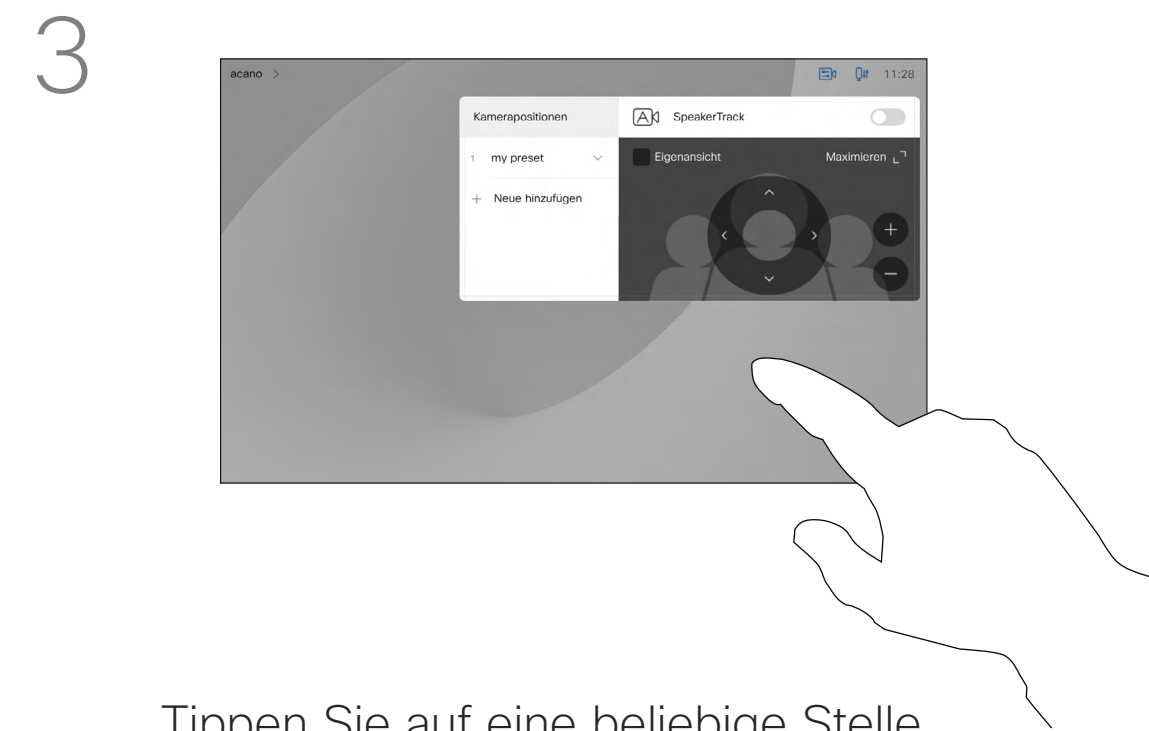 3
acano
11:28
Kamerapositionen
SpeakerTrack
1 my preset
Eigenansicht
Maximieren
+ Neue hinzufügen
Tippen Sie auf eine beliebige Stelle